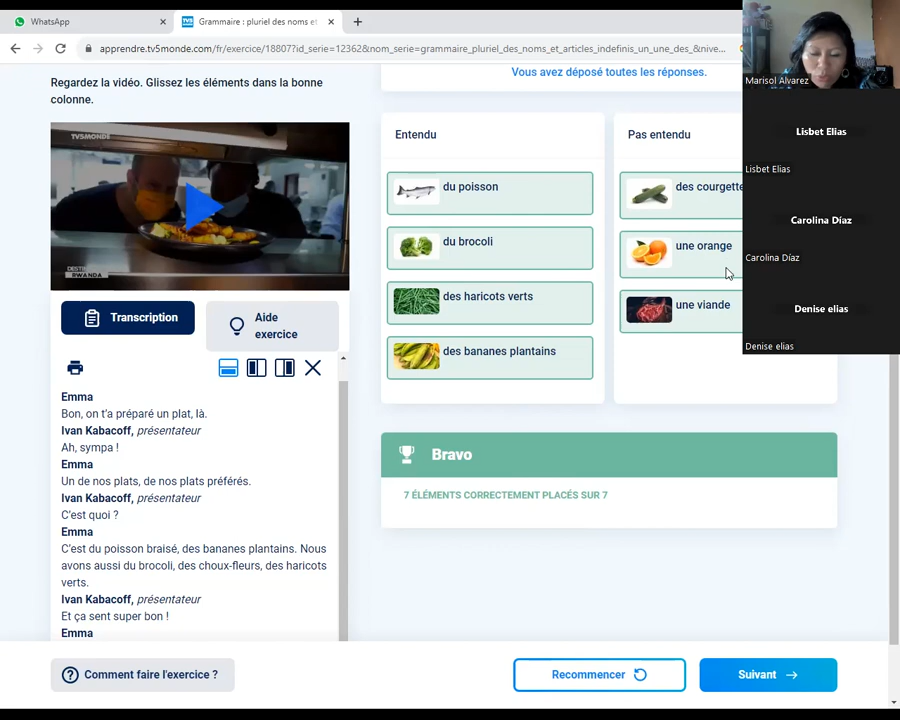 WhatsApp
Grammaire : pluriel des noms et
apprendre.tv5monde.com/fr/exercice/18807?id_serie=12362&nom_serie=grammaire_pluriel_des_noms_et_articles_indefinis_un_une_des_&nive...
Marisol Alvarez
Lisbet Elias
Lisbet Elias
Carolina Díaz
Carolina Díaz
Denise elias
Denise elias
Regardez la vidéo. Glissez les éléments dans la bonne
colonne.
TV5MONDE
DESTINATION
RWANDA
Transcription
Aide
exercice
Emma
Bon, on t'a préparé un plat, là.
Ivan Kabacoff, présentateur
Ah, sympa !
Emma
Un de nos plats, de nos plats préférés.
Ivan Kabacoff, présentateur
C'est quoi ?
Emma
C'est du poisson braisé, des bananes plantains. Nous
avons aussi du brocoli, des choux-fleurs, des haricots
verts.
Ivan Kabacoff, présentateur
Et ça sent super bon !
Emma
Vous avez déposé toutes les réponses.
Entendu
du poisson
du brocoli
des haricots verts
des bananes plantains
Pas entendu
des courgette
une orange
une viande
Bravo
7 ÉLÉMENTS CORRECTEMENT PLACÉS SUR 7
Comment faire l'exercice ?
Recommencer
Suivant